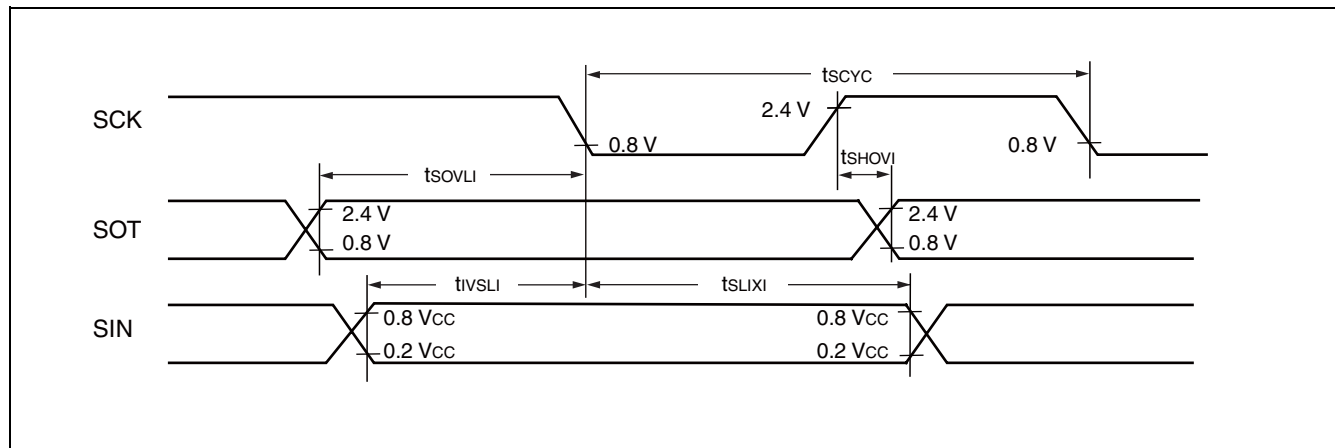 tSCYC
SCK
2.4 V
0.8 V
0.8 V
tSHOVI
tSOVLI
SOT
2.4 V
2.4 V
0.8 V
0.8 V
tIVSLI
tSLIXI
SIN
0.8 VCC
0.8 VCC
0.2 VCC
0.2 VCC